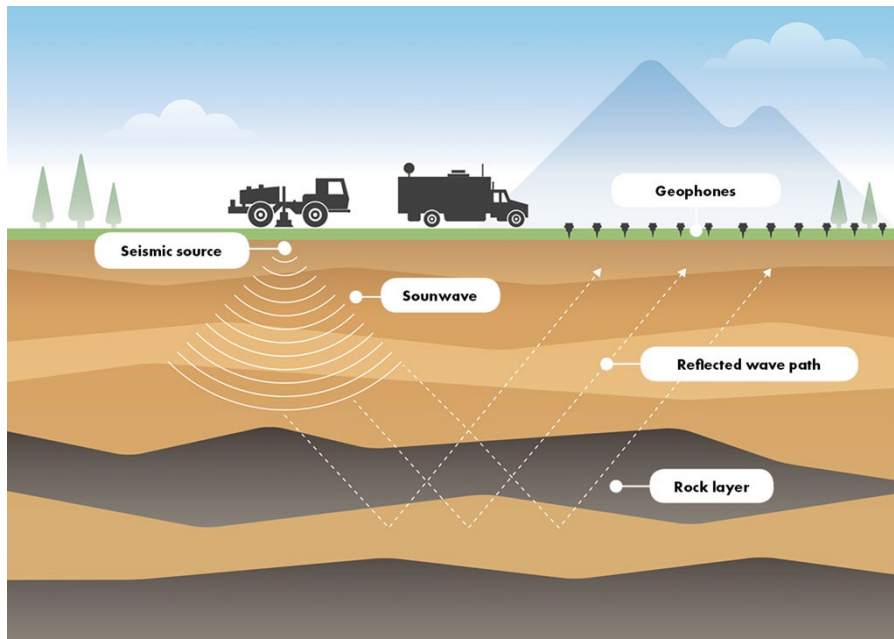 Geophones
Seismic source
Sounwave
Reflected wave path
Rock layer